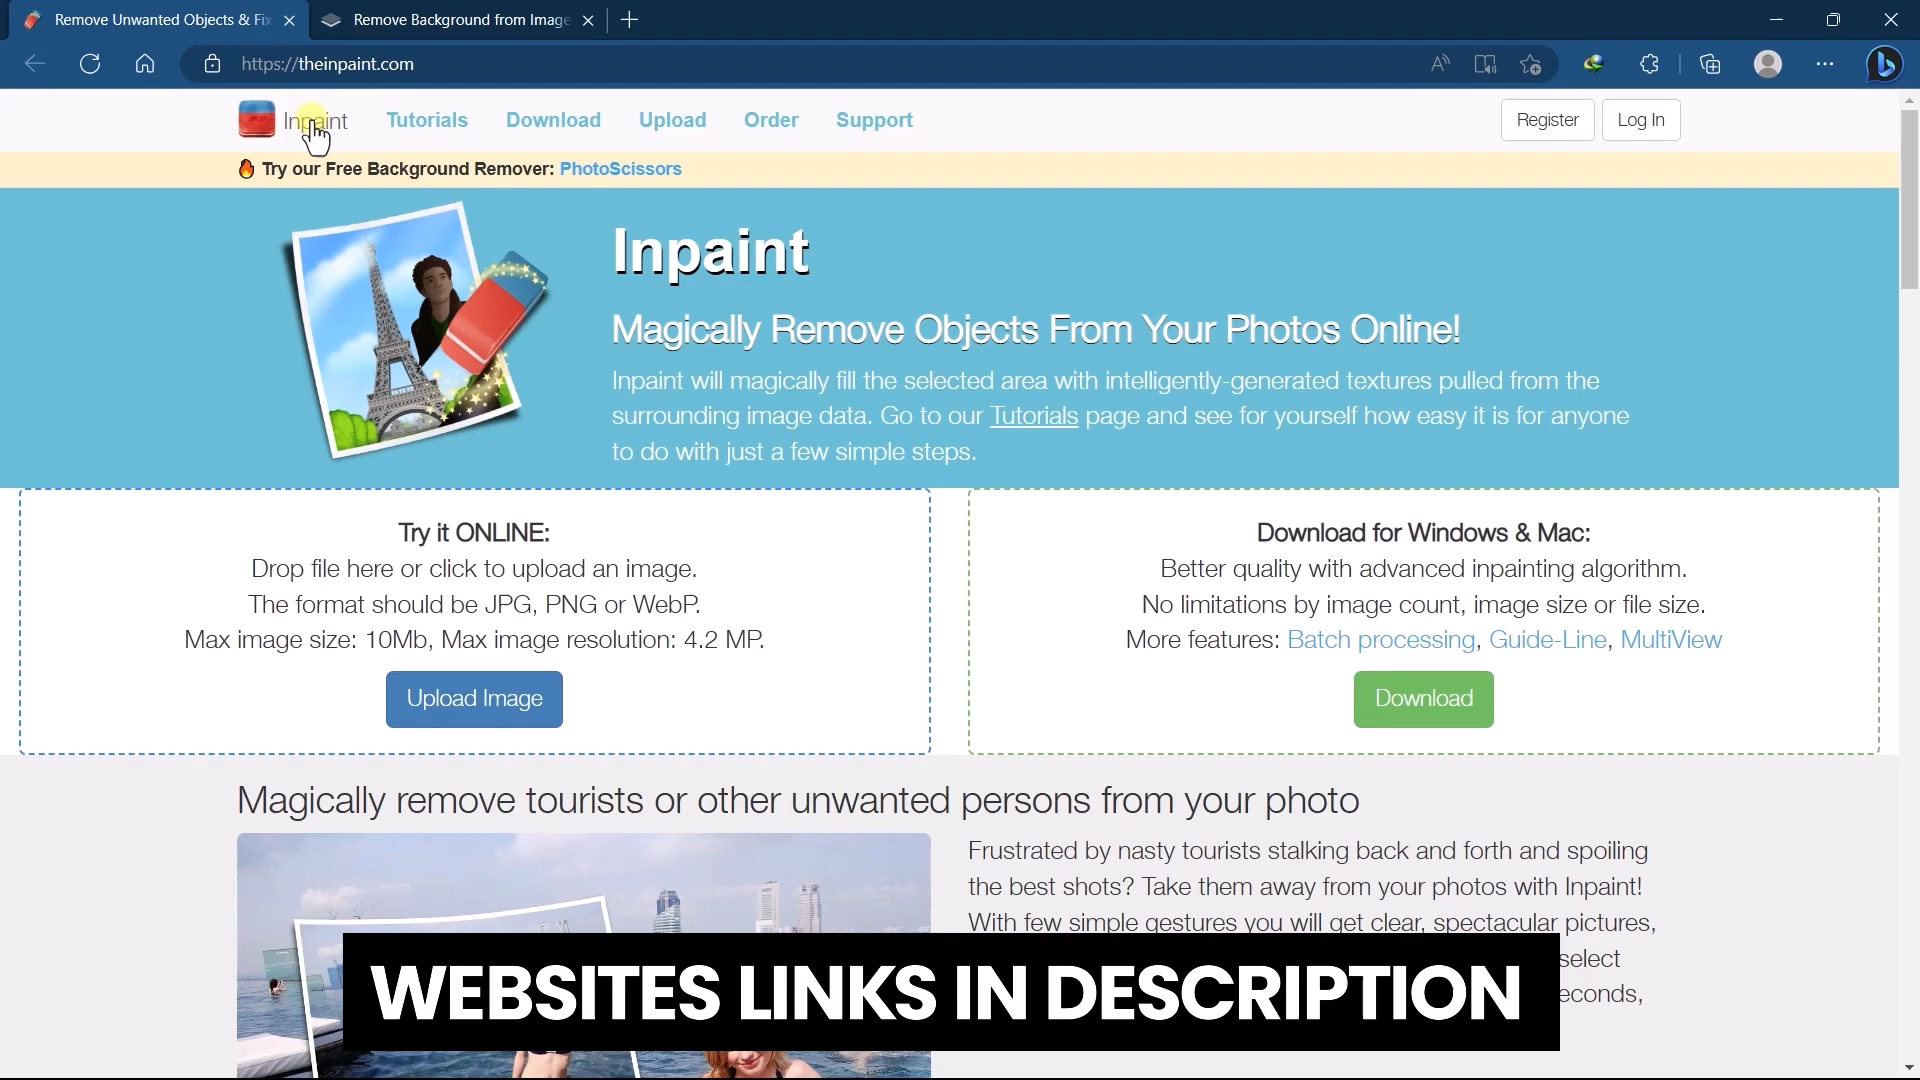 Remove Unwanted Objects & Fix
Remove Background from Image
https://theinpaint.com
Inpaint
Tutorials
Download
Upload
Order
Support
Register
Log In
Try our Free Background Remover: PhotoScissors
Inpaint
Magically Remove Objects From Your Photos Online!
Inpaint will magically fill the selected area with intelligently-generated textures pulled from the
surrounding image data. Go to our Tutorials page and see for yourself how easy it is for anyone
to do with just a few simple steps.
Try it ONLINE:
Drop file here or click to upload an image.
The format should be JPG, PNG or WebP.
Max image size: 10Mb, Max image resolution: 4.2 MP.
Upload Image
Download for Windows & Mac:
Better quality with advanced inpainting algorithm.
No limitations by image count, image size or file size.
More features: Batch processing, Guide-Line, MultiView
Download
Magically remove tourists or other unwanted persons from your photo
Frustrated by nasty tourists stalking back and forth and spoiling
the best shots? Take them away from your photos with Inpaint!
With few simple gestures you will get clear, spectacular pictures,
select
econds,
WEBSITES LINKS IN DESCRIPTION